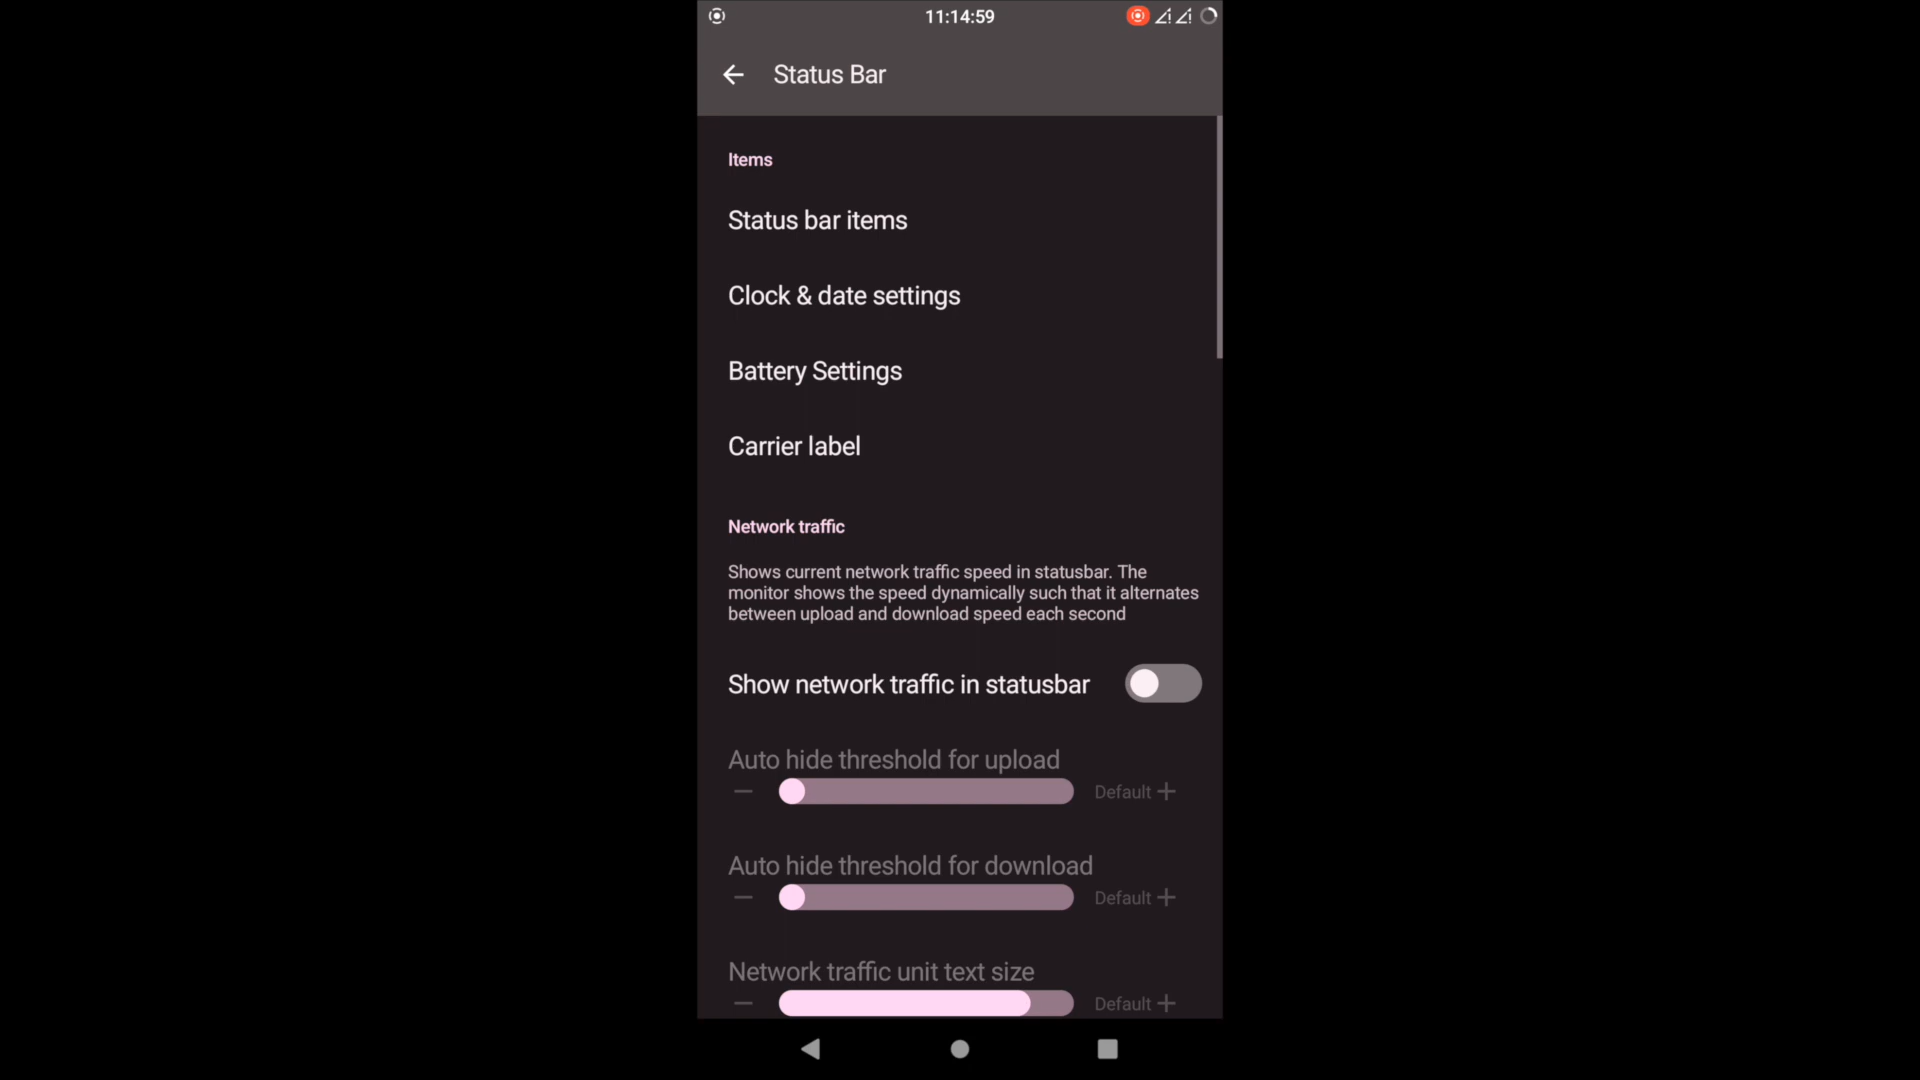 11:14:59
Status Bar
Items
Status bar items
Clock & date settings
Battery Settings
Carrier label
Network traffic
Shows current network traffic speed in statusbar. The
monitor shows the speed dynamically such that it alternates
between upload and download speed each second
Show network traffic in statusbar
Auto hide threshold for upload
Default
Auto hide threshold for download
Default
Network traffic unit text size
Default